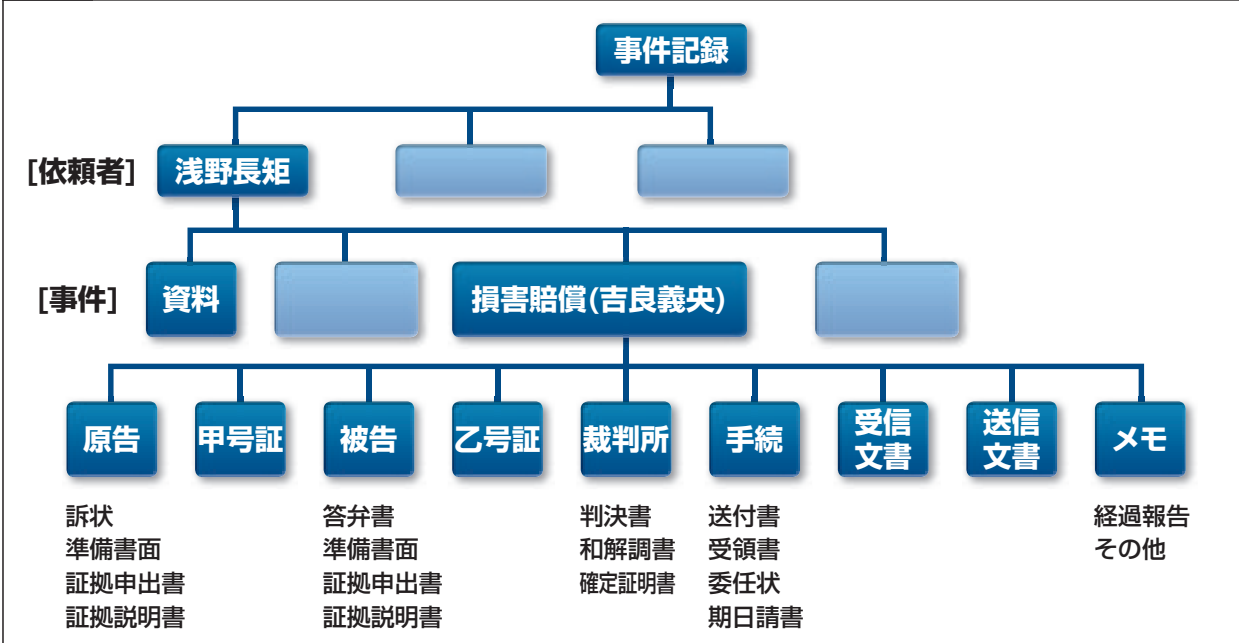 事件記録
[依頼者]
浅野長矩
[事件]
資料
損害賠償(吉良義央)
原告
甲号証
被告
乙号証
裁判所
手続
受信
文書
送信
文書
メモ
訴状
準備書面
証拠申出書
証拠説明書
答弁書
準備書面
証拠申出書
証拠説明書
判決書
和解調書
確定証明書
送付書
受領書
委任状
期日請書
経過報告
その他